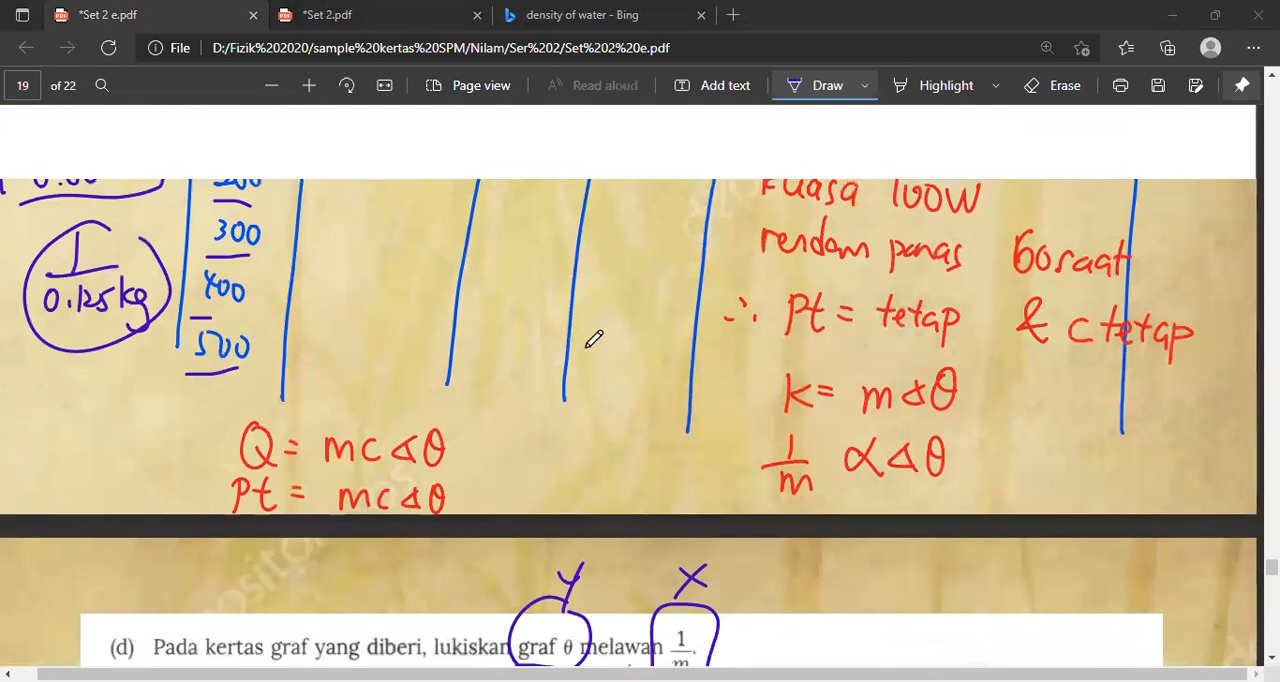 *Set 2 e.pdf
*Set 2.pdf
density of water - Bing
File
D:/Fizik%202020/sample%20kertas%20SPM/Nilam/Ser%202/Set%202%20e.pdf
19 of 22
Page view
Read aloud
Add text
Draw
Highlight
Erase
kuasa 100W
300
rendam panas 60 saat
1/0.125kg
400
∴ Pt = tetap & c tetap
500
k = mΔθ
Q = mcΔθ
1/m α Δθ
Pt = mcΔθ
Y X
(d) Pada kertas graf yang diberi, lukiskan graf θ melawan 1/m.